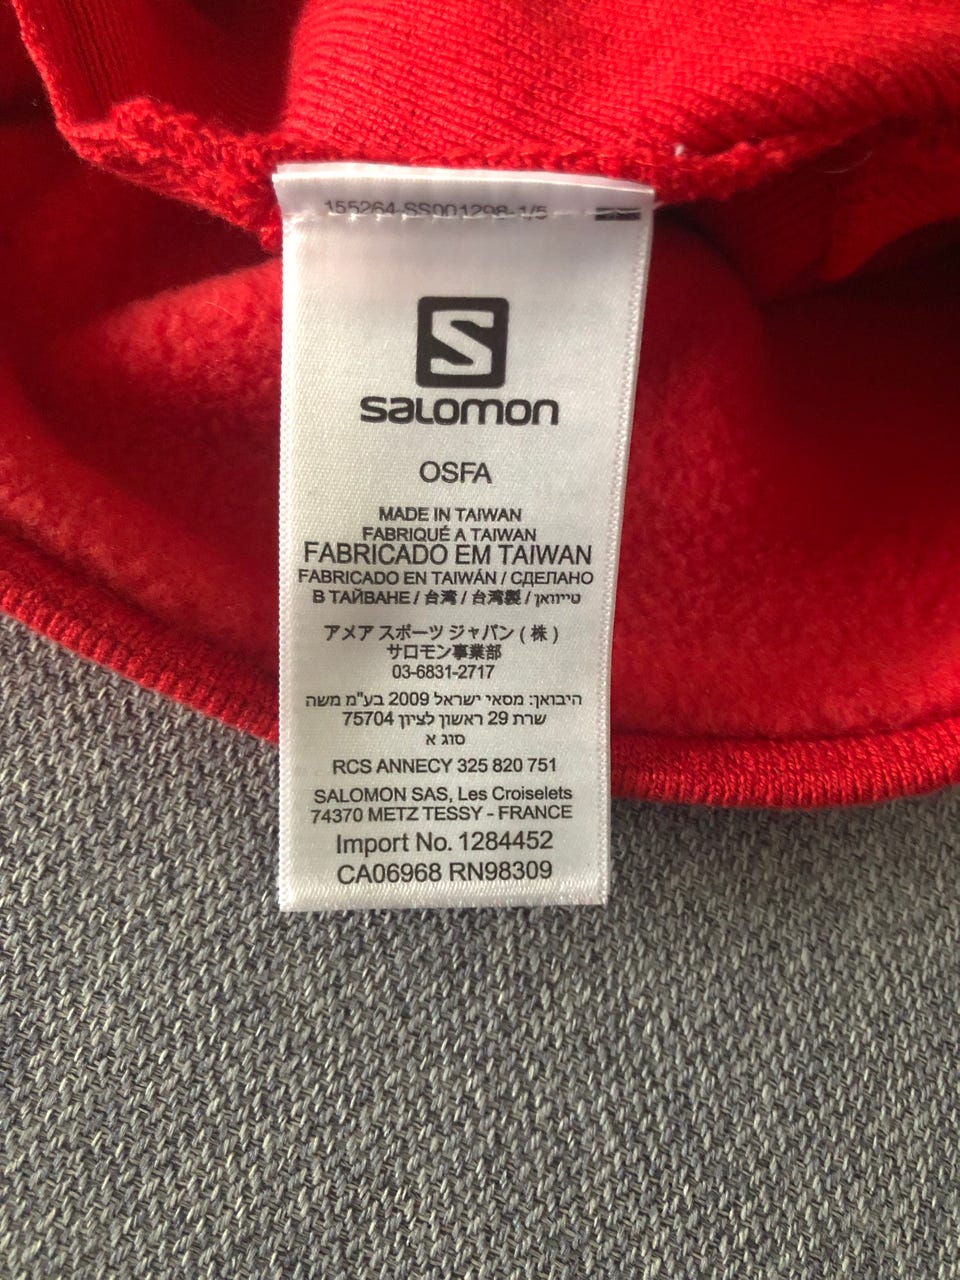 155264-SS001298-1/5
S
salomon
OSFA
MADE IN TAIWAN
FABRIQUÉ A TAIWAN
FABRICADO EM TAIWAN
FABRICADO EN TAIWÁN / СДЕЛАНО
В ТАЙВАНЕ / 台湾 / 台湾製 / טייוואן
アメア スポーツ ジャパン ( 株 )
サロモン事業部
03-6831-2717
היבואן: מסאי ישראל 2009 בע"מ משה
שרת 29 ראשון לציון 75704
סוג א
RCS ANNECY 325 820 751
SALOMON SAS, Les Croiselets
74370 METZ TESSY - FRANCE
Import No. 1284452
CA06968 RN98309